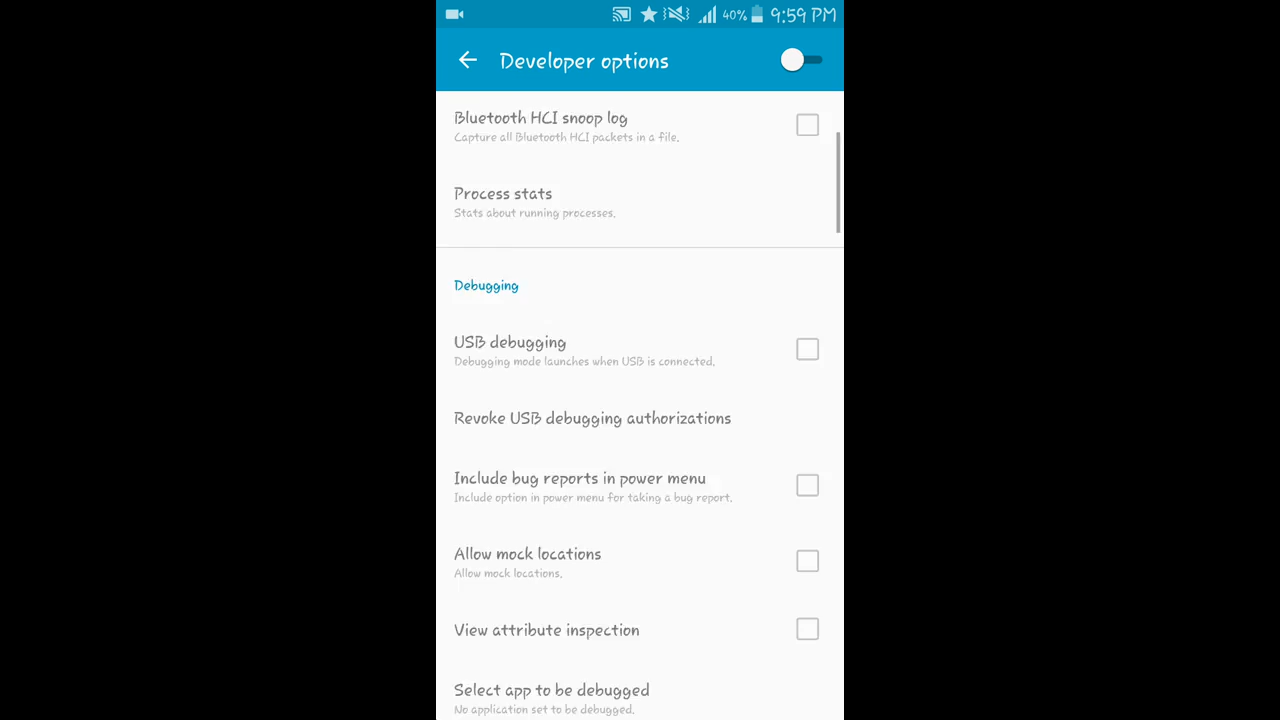 40% 9:59 PM
Developer options
Bluetooth HCI snoop log
Capture all Bluetooth HCI packets in a file.
Process stats
Stats about running processes.
Debugging
USB debugging
Debugging mode launches when USB is connected.
Revoke USB debugging authorizations
Include bug reports in power menu
Include option in power menu for taking a bug report.
Allow mock locations
Allow mock locations.
View attribute inspection
Select app to be debugged
No application set to be debugged.